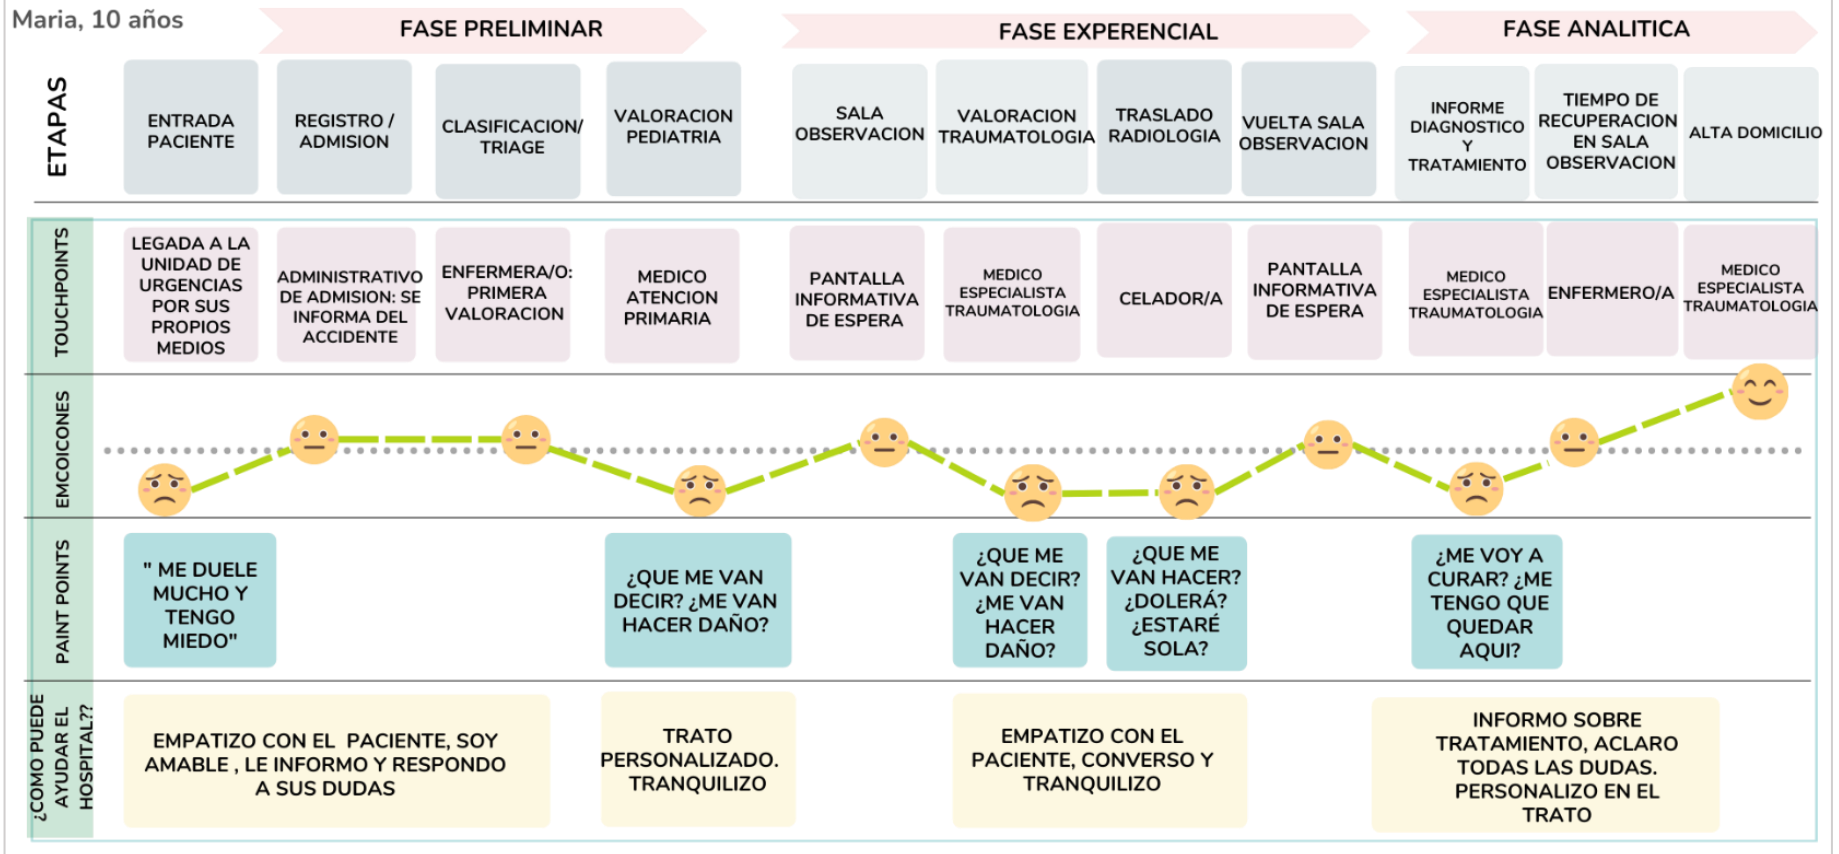 Maria, 10 años
FASE PRELIMINAR
FASE EXPERENCIAL
FASE ANALITICA
ETAPAS
ENTRADA
PACIENTE
REGISTRO /
ADMISION
CLASIFICACION/
TRIAGE
VALORACION
PEDIATRIA
SALA
OBSERVACION
VALORACION
TRAUMATOLOGIA
TRASLADO
RADIOLOGIA
VUELTA SALA
OBSERVACION
INFORME
DIAGNOSTICO
Y
TRATAMIENTO
TIEMPO DE
RECUPERACION
EN SALA
OBSERVACION
ALTA DOMICILIO
TOUCHPOINTS
LEGADA A LA
UNIDAD DE
URGENCIAS
POR SUS
PROPIOS
MEDIOS
ADMINISTRATIVO
DE ADMISION: SE
INFORMA DEL
ACCIDENTE
ENFERMERA/O:
PRIMERA
VALORACION
MEDICO
ATENCION
PRIMARIA
PANTALLA
INFORMATIVA
DE ESPERA
MEDICO
ESPECIALISTA
TRAUMATOLOGIA
CELADOR/A
PANTALLA
INFORMATIVA
DE ESPERA
MEDICO
ESPECIALISTA
TRAUMATOLOGIA
ENFERMERO/A
MEDICO
ESPECIALISTA
TRAUMATOLOGIA
EMCOICONES
PAINT POINTS
" ME DUELE
MUCHO Y
TENGO
MIEDO"
¿QUE ME VAN
DECIR? ¿ME VAN
HACER DAÑO?
¿QUE ME
VAN DECIR?
¿ME VAN
HACER
DAÑO?
¿QUE ME
VAN HACER?
¿DOLERÁ?
¿ESTARÉ
SOLA?
¿ME VOY A
CURAR? ¿ME
TENGO QUE
QUEDAR
AQUI?
¿COMO PUEDE
AYUDAR EL
HOSPITAL??
EMPATIZO CON EL PACIENTE, SOY
AMABLE , LE INFORMO Y RESPONDO
A SUS DUDAS
TRATO
PERSONALIZADO.
TRANQUILIZO
EMPATIZO CON EL
PACIENTE, CONVERSO Y
TRANQUILIZO
INFORMO SOBRE
TRATAMIENTO, ACLARO
TODAS LAS DUDAS.
PERSONALIZO EN EL
TRATO